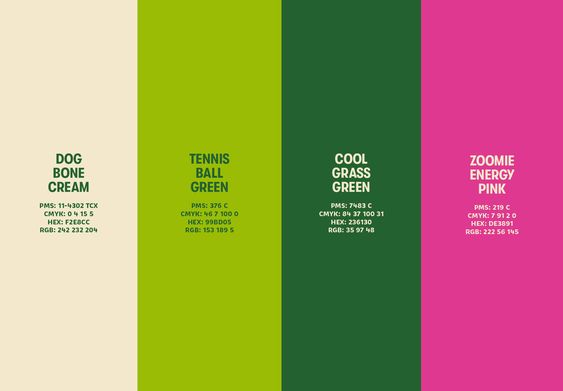 DOG
BONE
CREAM
PMS: 11-4302 TCX
CMYK: 0 4 15 5
HEX: F2E8CC
RGB: 242 232 204
TENNIS
BALL
GREEN
PMS: 376 C
CMYK: 46 7 100 0
HEX: 99BD05
RGB: 153 189 5
COOL
GRASS
GREEN
PMS: 7483 C
CMYK: 84 37 100 31
HEX: 236130
RGB: 35 97 48
ZOOMIE
ENERGY
PINK
PMS: 219 C
CMYK: 7 91 2 0
HEX: DE3891
RGB: 222 56 145